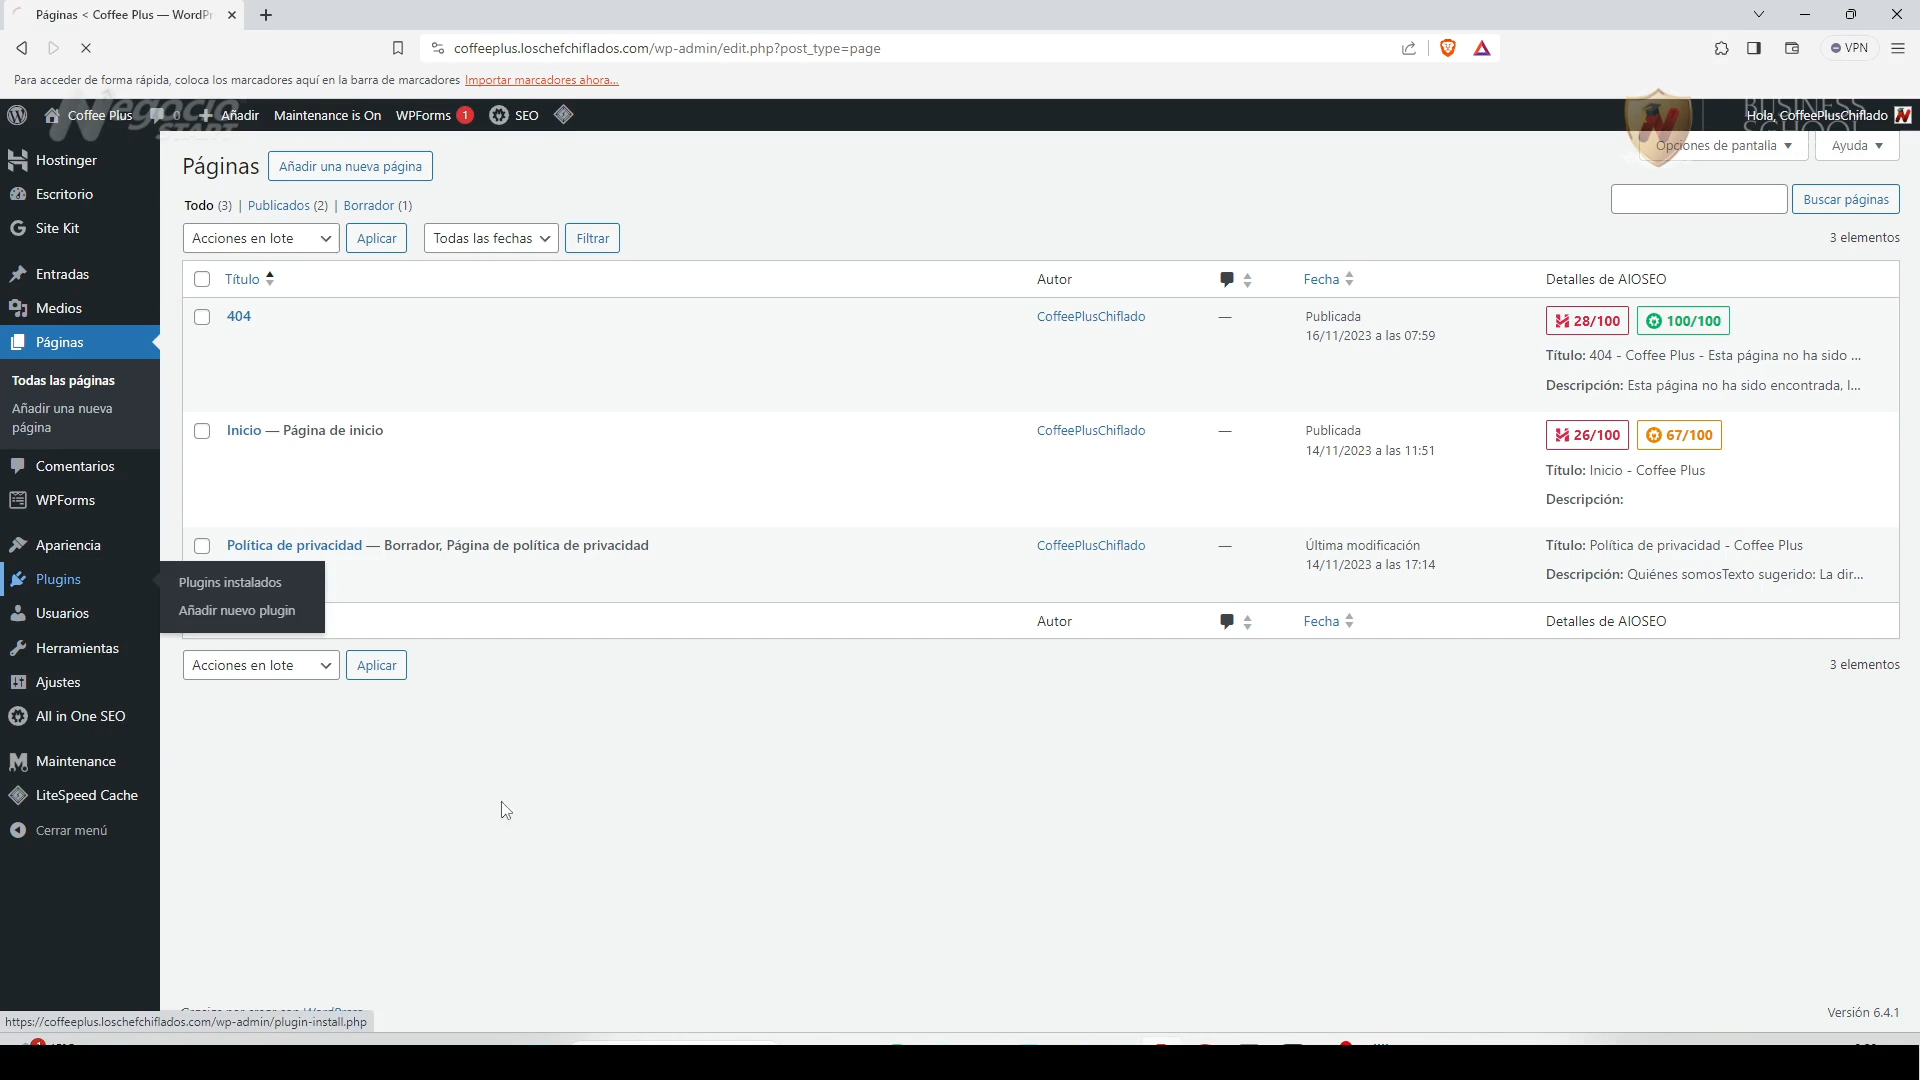 Páginas < Coffee Plus — WordPr
coffeeplus.loschefchiflados.com/wp-admin/edit.php?post_type=page
VPN
Para acceder de forma rápida, coloca los marcadores aquí en la barra de marcadores Importar marcadores ahora...
Negocio
START
BUSINESS
SCHOOL
Coffee Plus 0 Añadir Maintenance is On WPForms 1 SEO
Hola, CoffeePlusChiflado
Hostinger
Escritorio
Site Kit
Entradas
Medios
Páginas
Todas las páginas
Añadir una nueva
página
Comentarios
WPForms
Apariencia
Plugins
Usuarios
Herramientas
Ajustes
All in One SEO
Maintenance
LiteSpeed Cache
Cerrar menú
Plugins instalados
Añadir nuevo plugin
Páginas Añadir una nueva página
Opciones de pantalla ▼ Ayuda ▼
Todo (3) | Publicados (2) | Borrador (1)
Buscar páginas
Acciones en lote Aplicar Todas las fechas Filtrar
3 elementos
Título Autor Fecha Detalles de AIOSEO
404 CoffeePlusChiflado — Publicada
16/11/2023 a las 07:59
28/100 100/100
Título: 404 - Coffee Plus - Esta página no ha sido ...
Descripción: Esta página no ha sido encontrada, l...
Inicio — Página de inicio CoffeePlusChiflado — Publicada
14/11/2023 a las 11:51
26/100 67/100
Título: Inicio - Coffee Plus
Descripción:
Política de privacidad — Borrador, Página de política de privacidad CoffeePlusChiflado — Última modificación
14/11/2023 a las 17:14
Título: Política de privacidad - Coffee Plus
Descripción: Quiénes somosTexto sugerido: La dir...
Autor Fecha Detalles de AIOSEO
Acciones en lote Aplicar
3 elementos
Versión 6.4.1
https://coffeeplus.loschefchiflados.com/wp-admin/plugin-install.php